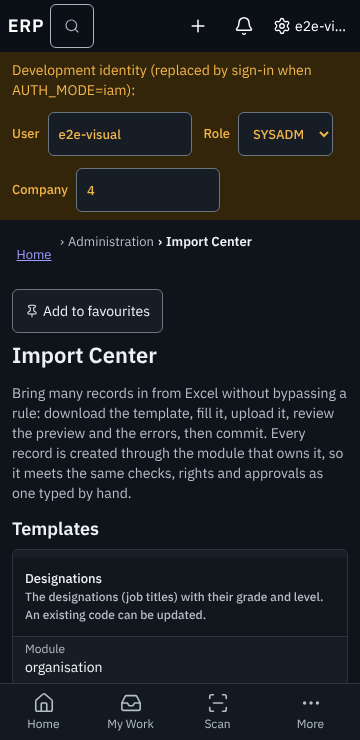 ERP
e2e-vi...
Development identity (replaced by sign-in when
AUTH_MODE=iam):
User e2e-visual Role SYSADM
Company 4
Home › Administration › Import Center
Add to favourites
Import Center
Bring many records in from Excel without bypassing a
rule: download the template, fill it, upload it, review
the preview and the errors, then commit. Every
record is created through the module that owns it, so
it meets the same checks, rights and approvals as
one typed by hand.
Templates
Designations
The designations (job titles) with their grade and level.
An existing code can be updated.
Module
organisation
Home My Work Scan More